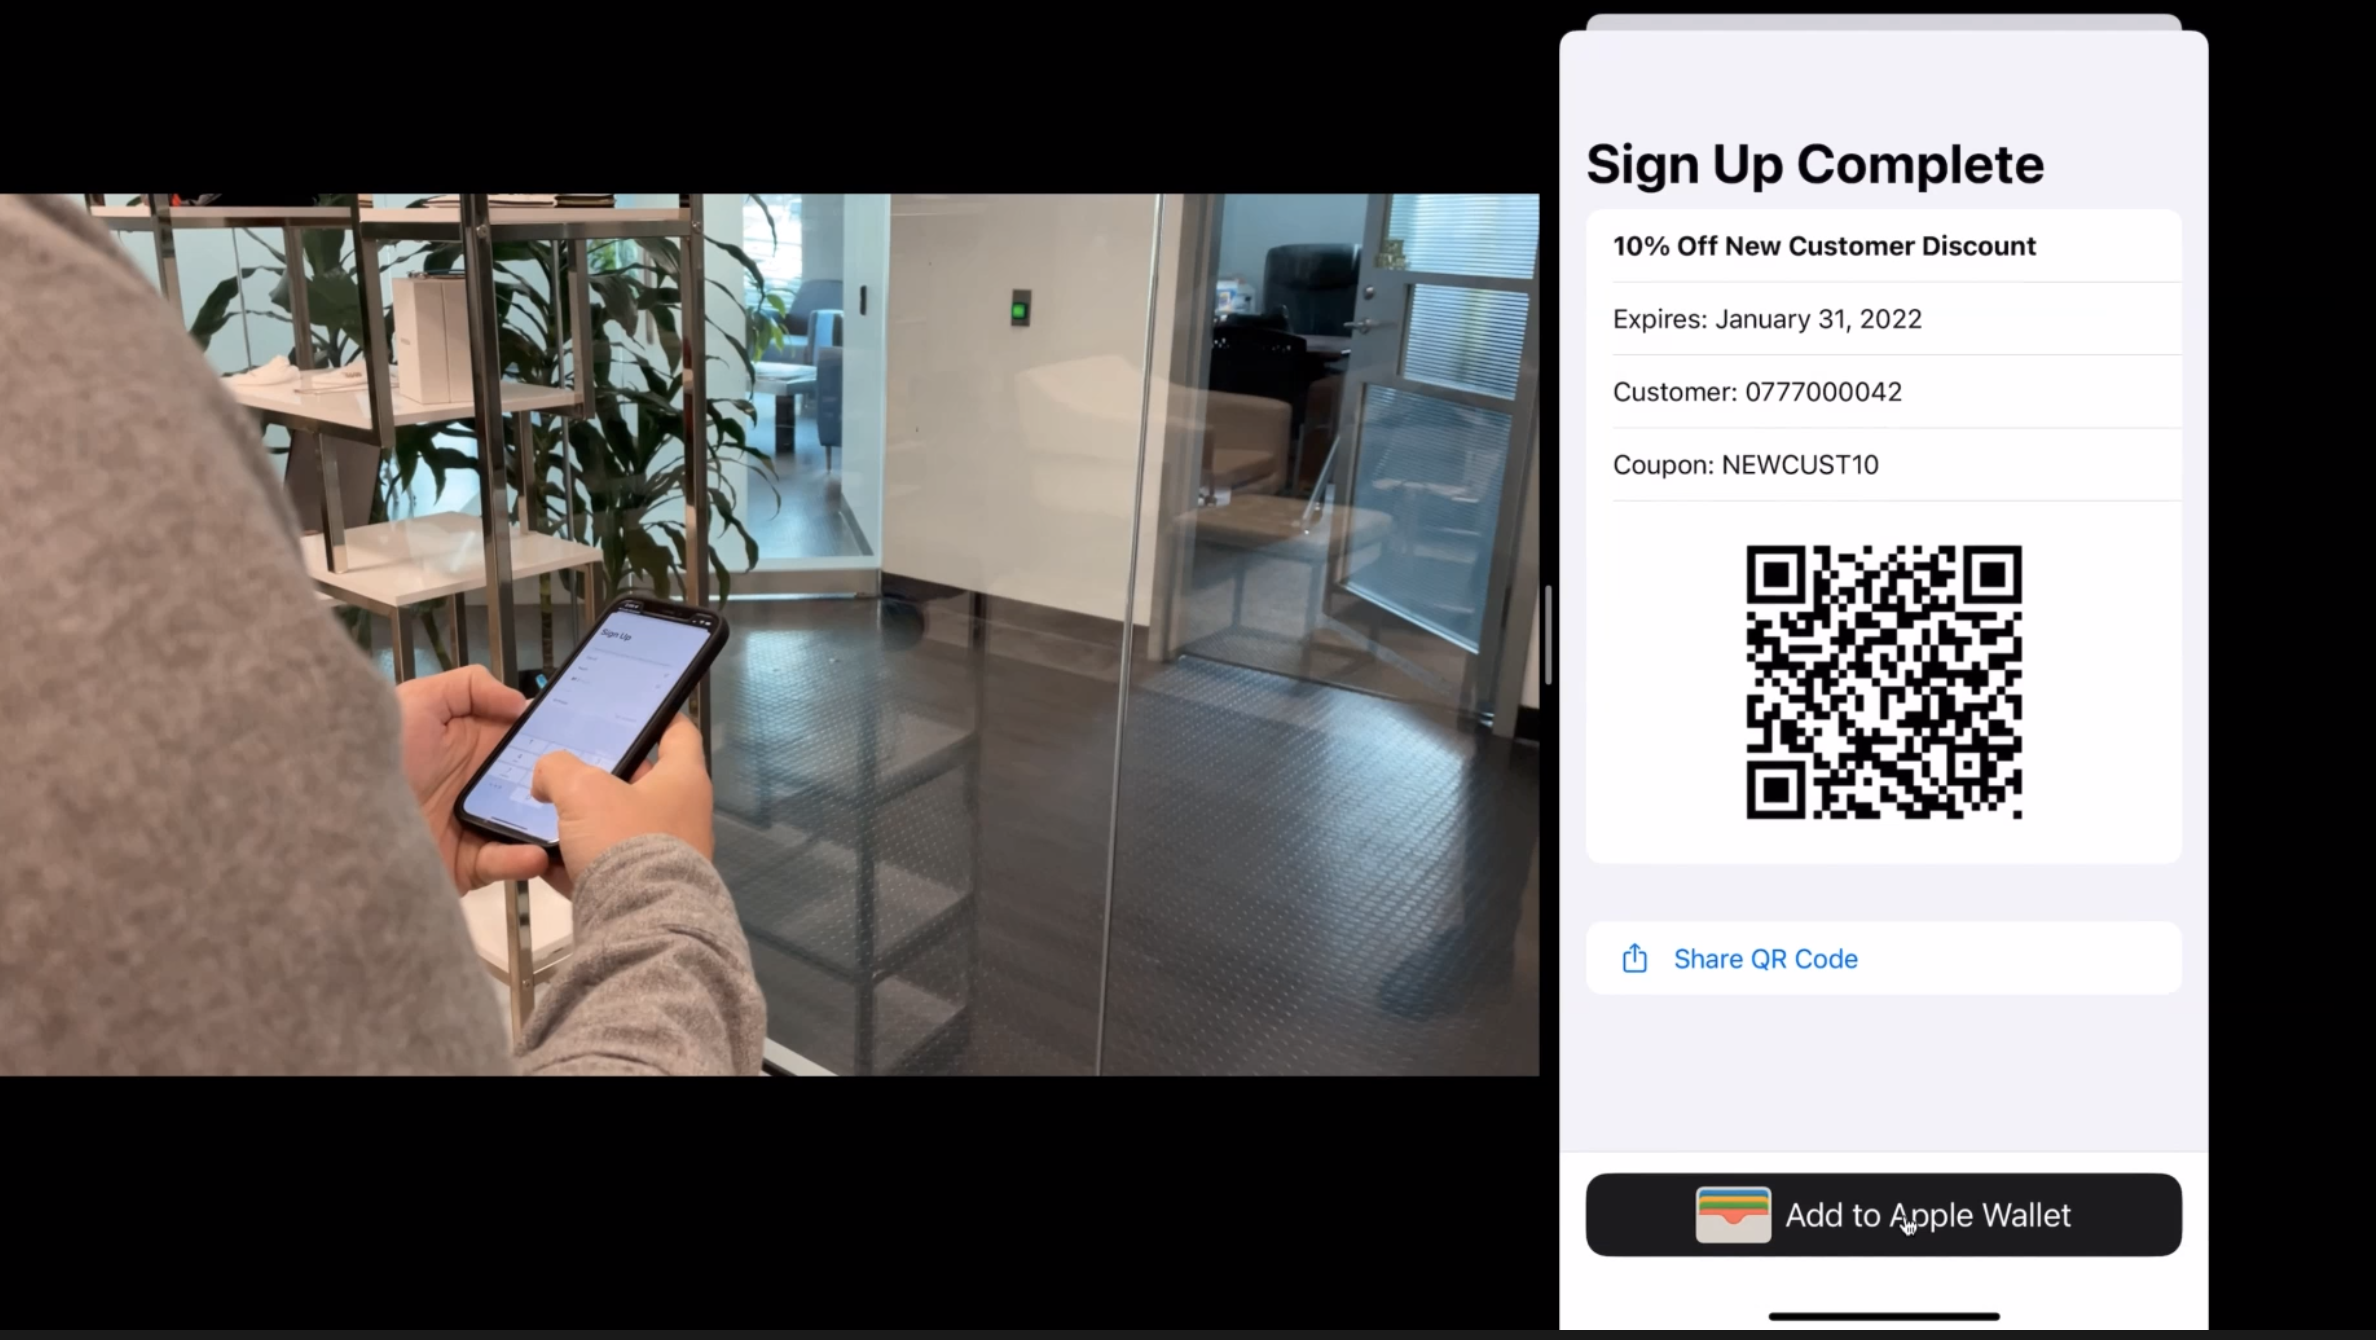 Sign Up
Sign Up Complete
10% Off New Customer Discount
Expires: January 31, 2022
Customer: 0777000042
Coupon: NEWCUST10
Share QR Code
Add to Apple Wallet